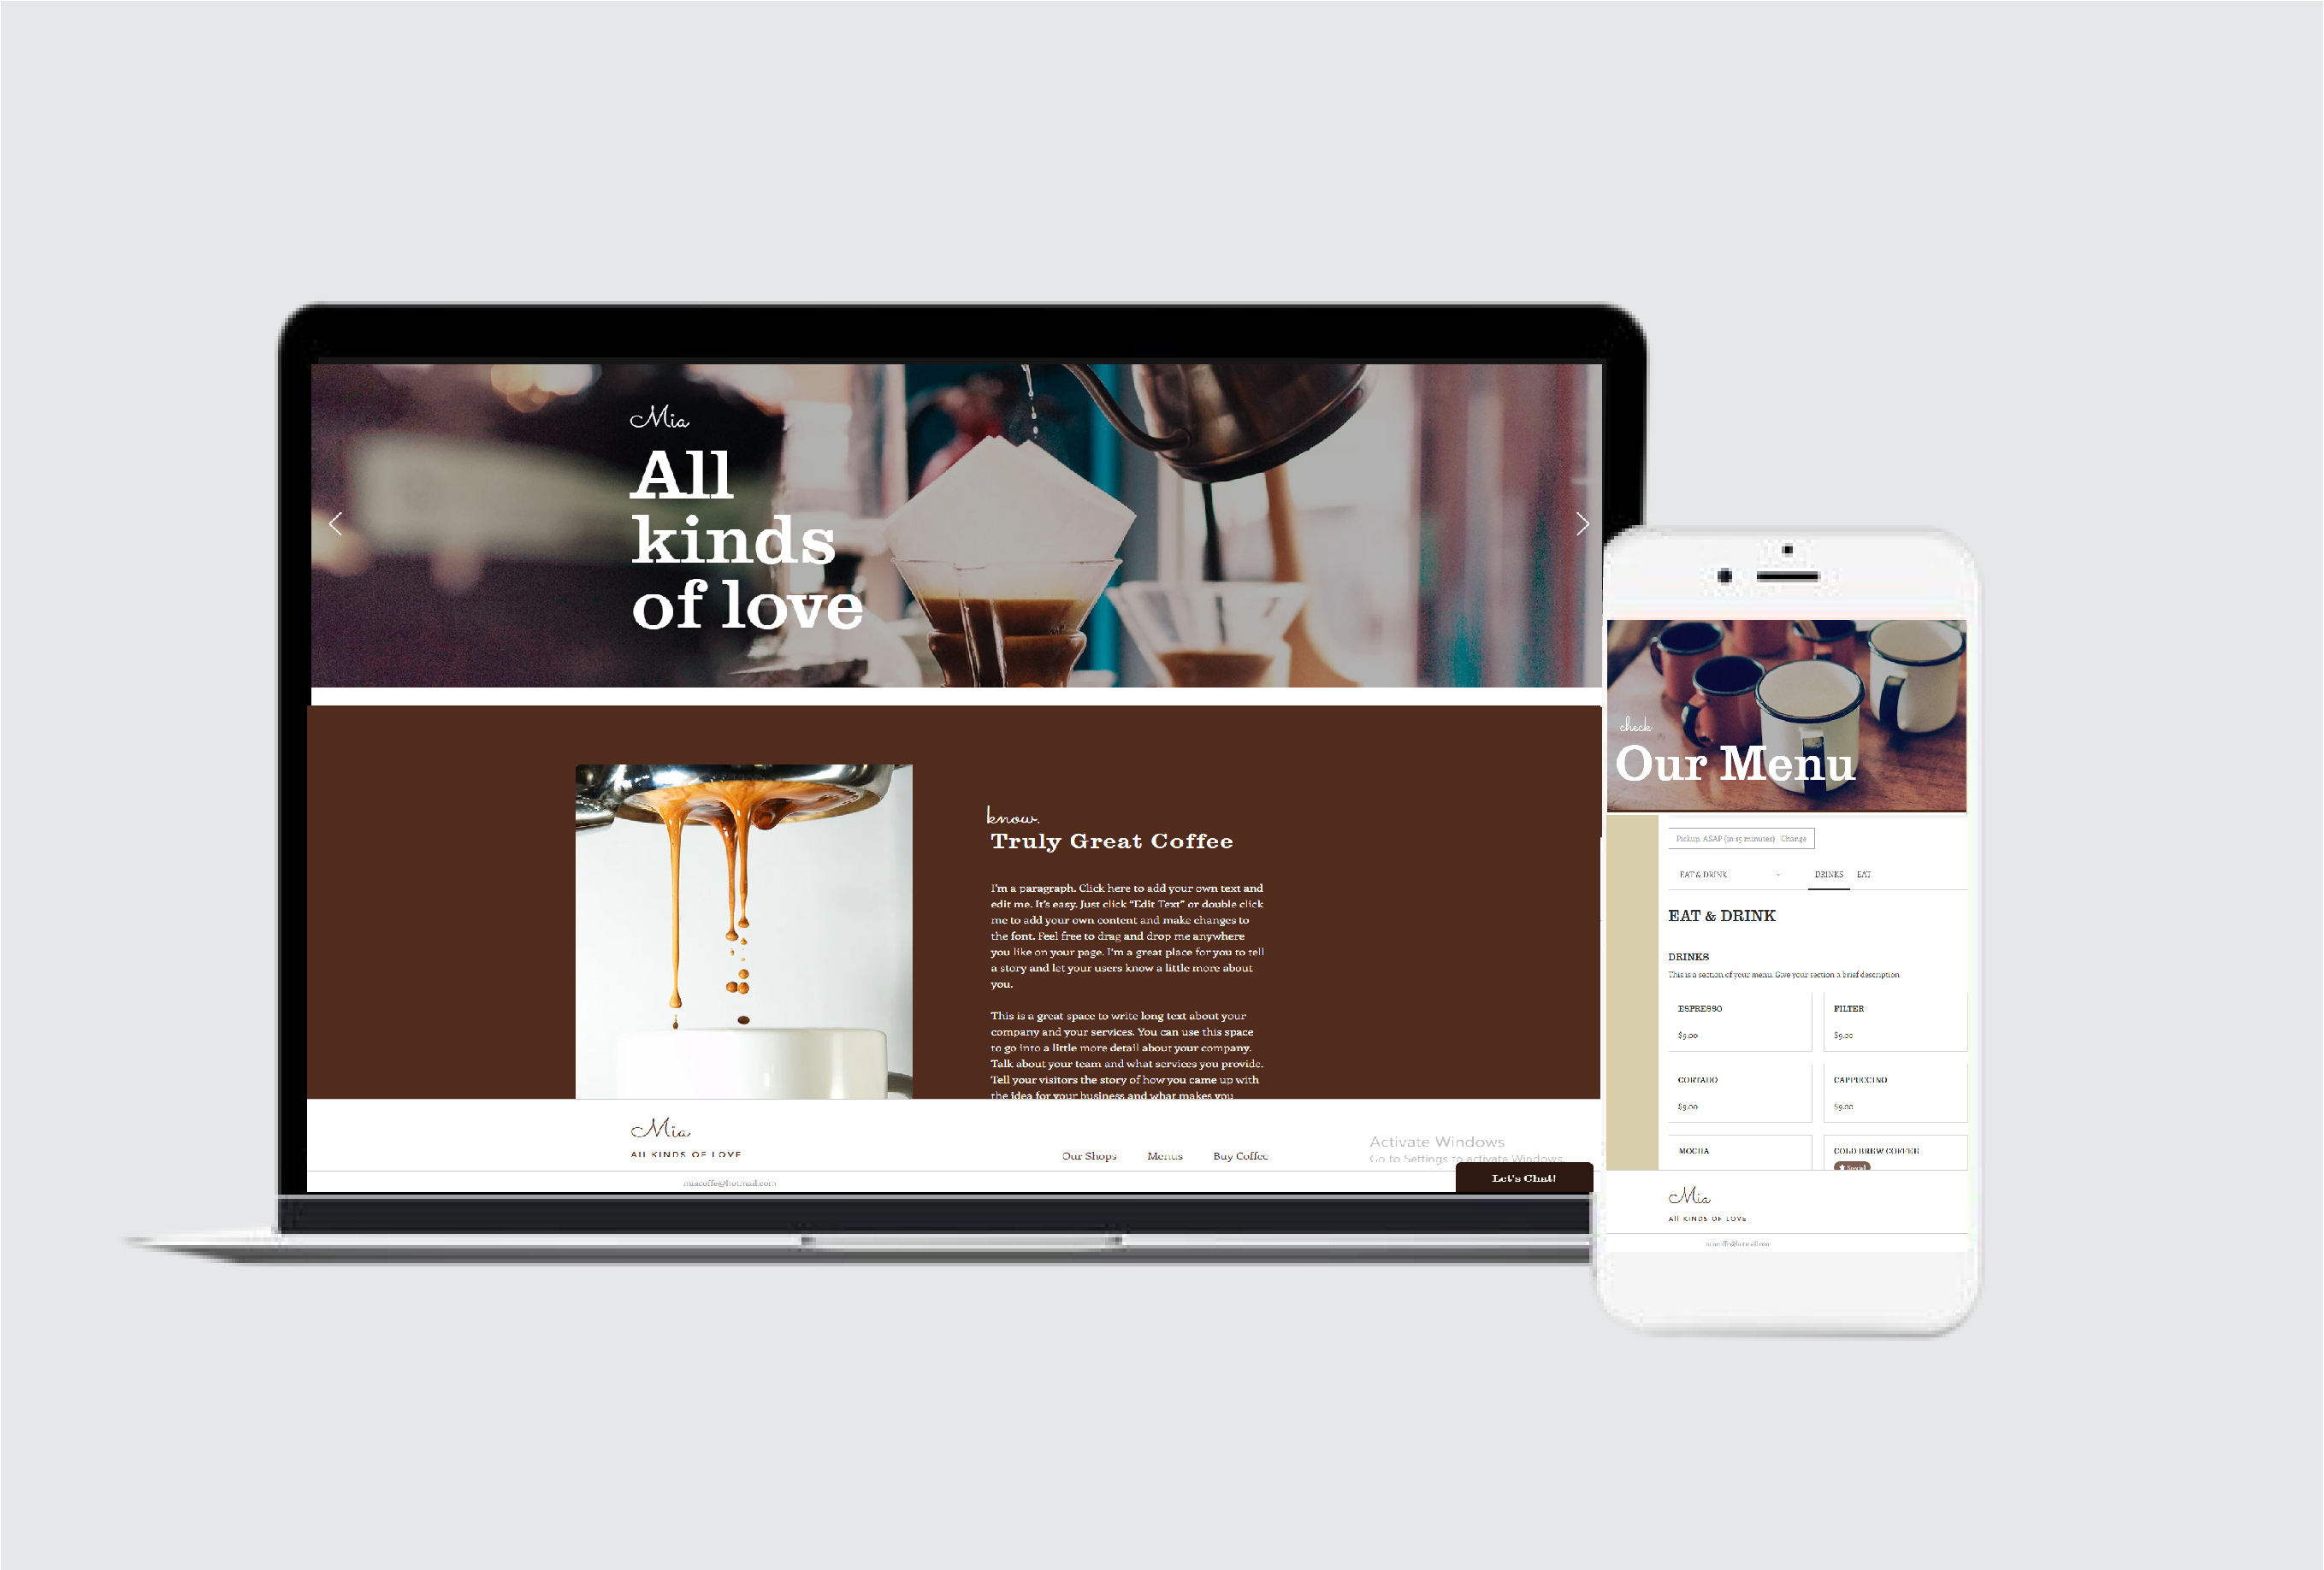 Mia
All
kinds
of love
know.
Truly Great Coffee
I'm a paragraph. Click here to add your own text and
edit me. It's easy. Just click “Edit Text” or double click
me to add your own content and make changes to
the font. Feel free to drag and drop me anywhere
you like on your page. I'm a great place for you to tell
a story and let your users know a little more about
you.
This is a great space to write long text about your
company and your services. You can use this space
to go into a little more detail about your company.
Talk about your team and what services you provide.
Tell your visitors the story of how you came up with
the idea for your business and what makes you
Mia
All KINDS OF LOVE
Our Shops Menus Buy Coffee
Activate Windows
Go to Settings to activate Windows.
miacoffe@hotmail.com
Let's Chat!
check
Our Menu
Pickup, ASAP (in 15 minutes) Change
EAT & DRINK DRINKS EAT
EAT & DRINK
DRINKS
This is a section of your menu. Give your section a brief description
ESPRESSO FILTER
$9.00 $9.00
CORTADO CAPPUCCINO
$9.00 $9.00
MOCHA COLD BREW COFFEE
Mia
All KINDS OF LOVE
miacoffe@hotmail.com